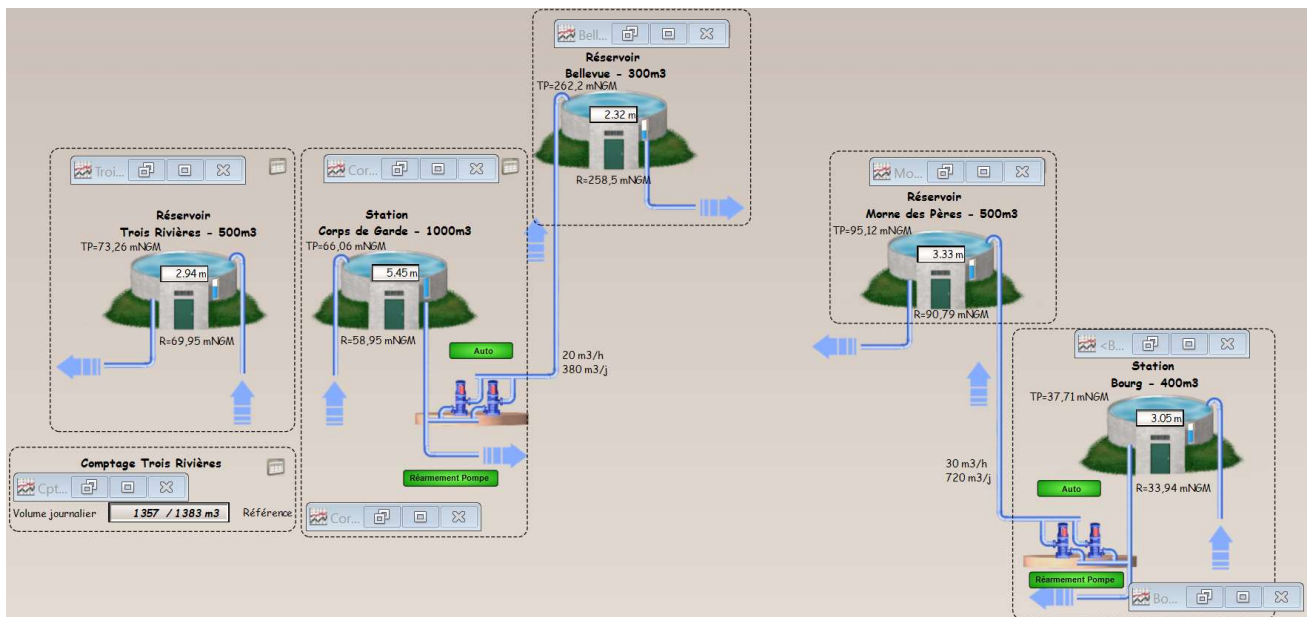 Troi...
Réservoir
Trois Rivières - 500m3
TP=73,26 mNGM
2.94 m
R=69,95 mNGM
Comptage Trois Rivières
Cpt...
Volume journalier 1357 / 1383 m3 Référence
Cor...
Station
Corps de Garde - 1000m3
TP=66,06 mNGM
5.45 m
R=58,95 mNGM
Auto
Réarmement Pompe
Cor...
20 m3/h
380 m3/j
Bell...
Réservoir
Bellevue - 300m3
TP=262,2 mNGM
2.32 m
R=258,5 mNGM
Mo...
Réservoir
Morne des Pères - 500m3
TP=95,12 mNGM
3.33 m
R=90,79 mNGM
30 m3/h
720 m3/j
<B...
Station
Bourg - 400m3
TP=37,71 mNGM
3.05 m
R=33,94 mNGM
Auto
Réarmement Pompe
Bo...